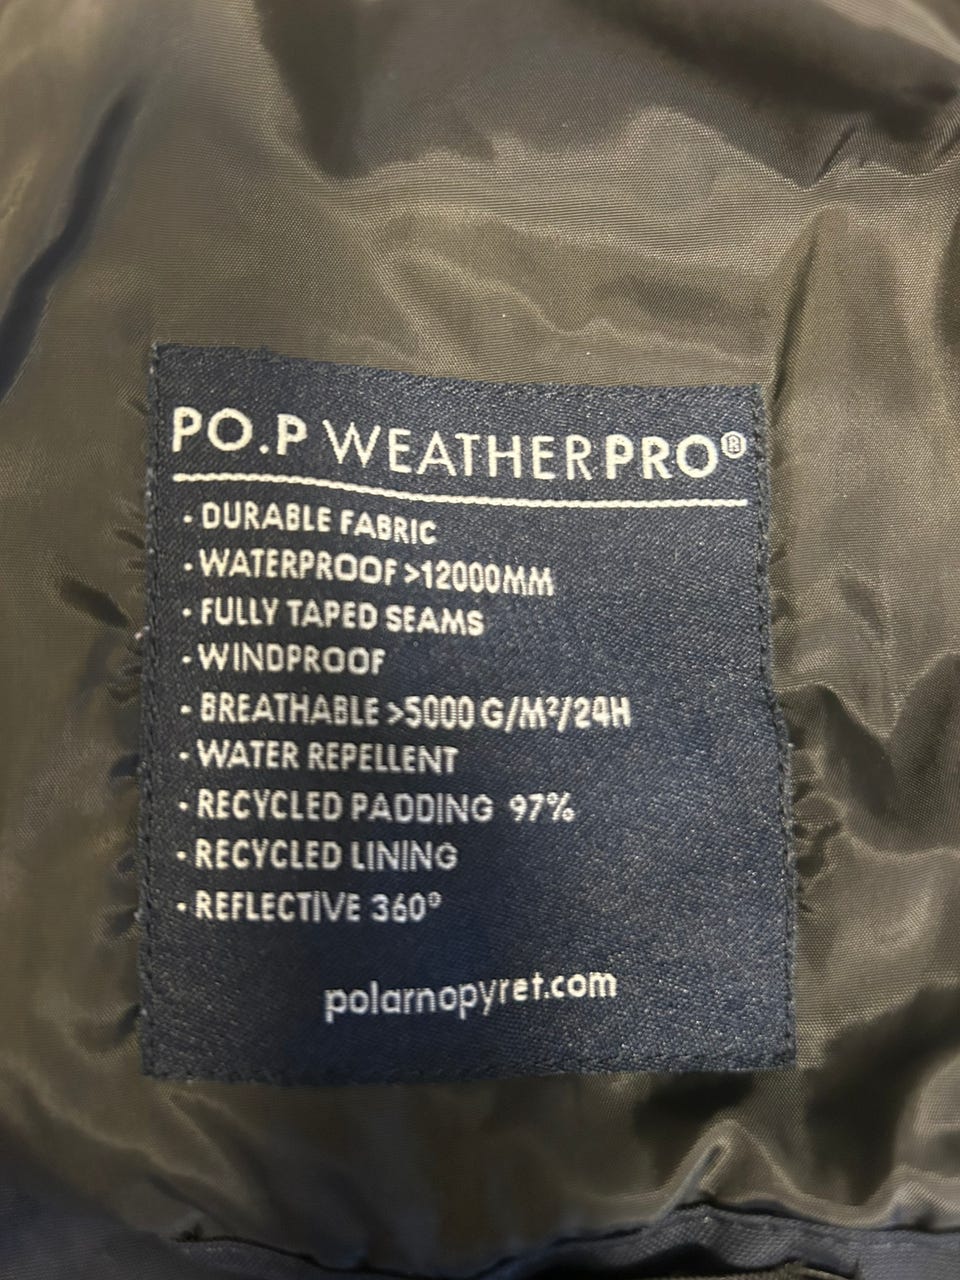 PO.P WEATHERPRO®
· DURABLE FABRIC
· WATERPROOF >12000MM
· FULLY TAPED SEAMS
· WINDPROOF
· BREATHABLE >5000 G/M²/24H
· WATER REPELLENT
· RECYCLED PADDING 97%
· RECYCLED LINING
· REFLECTIVE 360°
polarnopyret.com